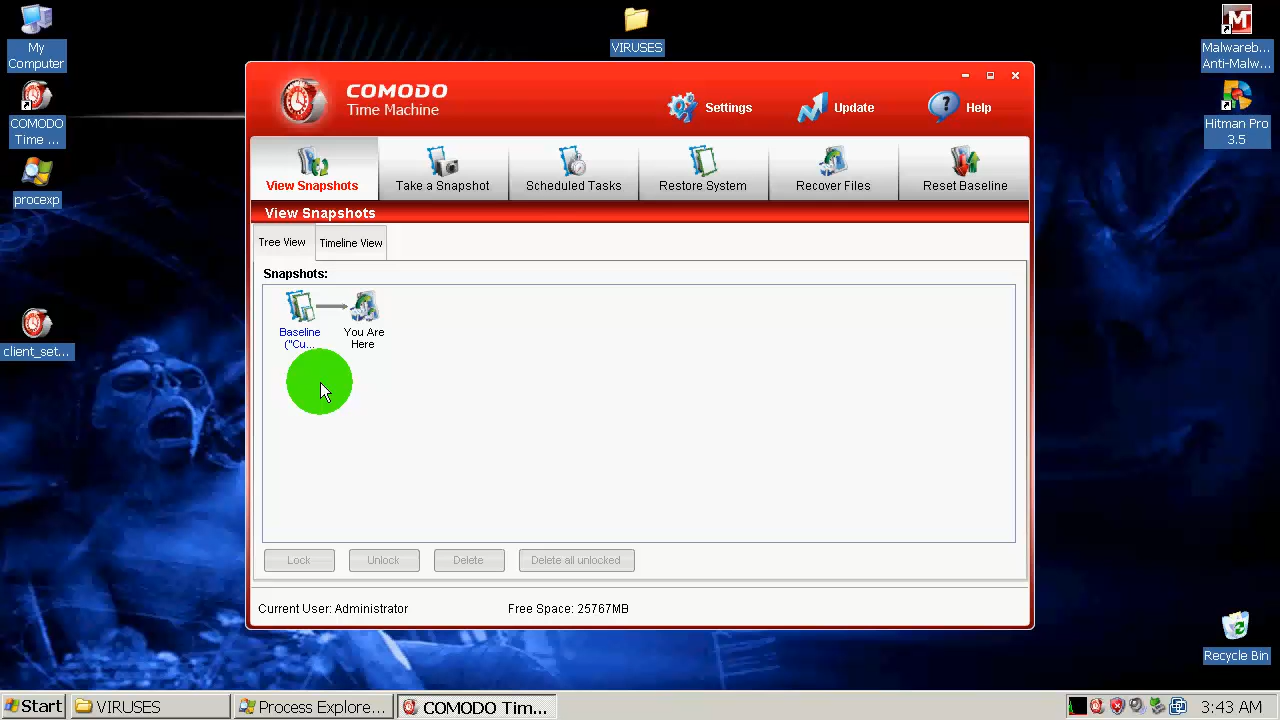 My
Computer
COMODO
Time ...
procexp
client_set...
VIRUSES
Malwareb...
Anti-Malw...
Hitman Pro
3.5
Recycle Bin
COMODO
Time Machine
Settings
Update
Help
View Snapshots
Take a Snapshot
Scheduled Tasks
Restore System
Recover Files
Reset Baseline
View Snapshots
Tree View
Timeline View
Snapshots:
Baseline
("Cu...
You Are
Here
Lock
Unlock
Delete
Delete all unlocked
Current User: Administrator
Free Space: 25767MB
Start
VIRUSES
Process Explore...
COMODO Tim...
3:43 AM